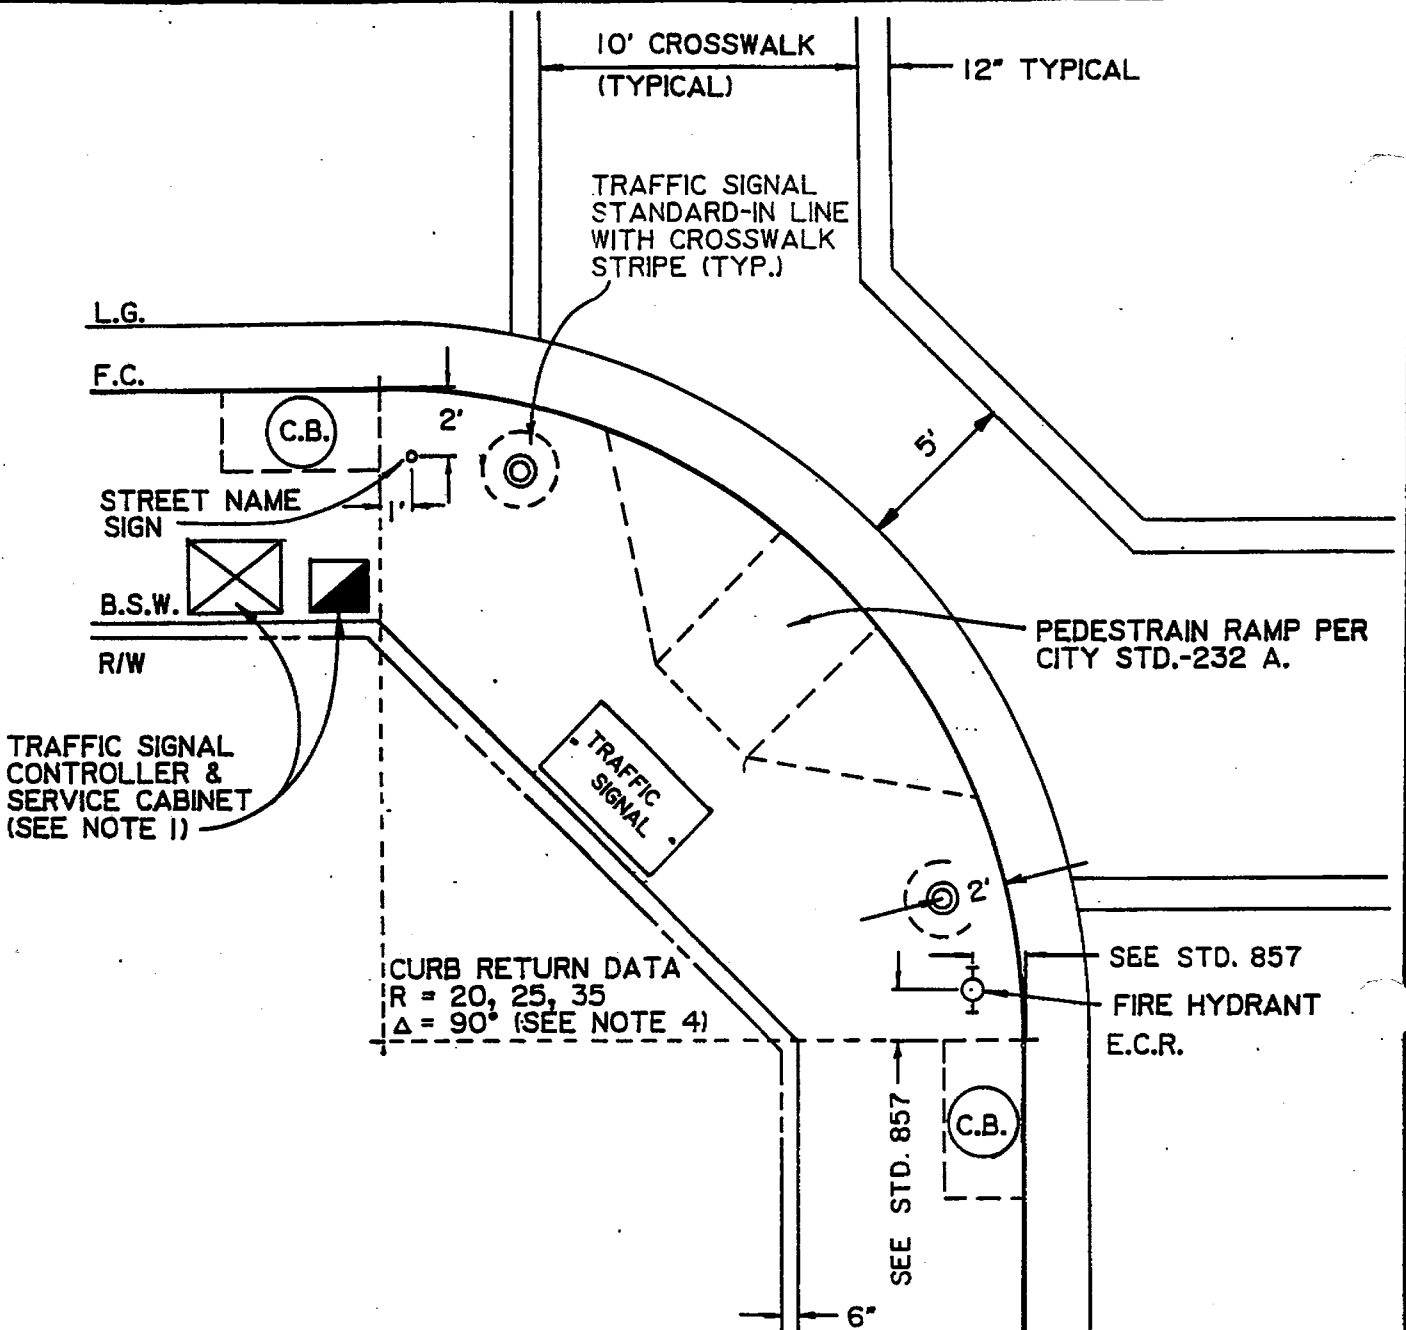 10' CROSSWALK
(TYPICAL)
12" TYPICAL
TRAFFIC SIGNAL
STANDARD-IN LINE
WITH CROSSWALK
STRIPE (TYP.)
L.G.
F.C.
C.B.
2'
5'
STREET NAME
SIGN
1'
B.S.W.
R/W
PEDESTRAIN RAMP PER
CITY STD.-232 A.
TRAFFIC SIGNAL
CONTROLLER &
SERVICE CABINET
(SEE NOTE 1)
TRAFFIC
SIGNAL
2'
CURB RETURN DATA
R = 20, 25, 35
Δ = 90° (SEE NOTE 4)
SEE STD. 857
FIRE HYDRANT
E.C.R.
SEE STD. 857
C.B.
6"